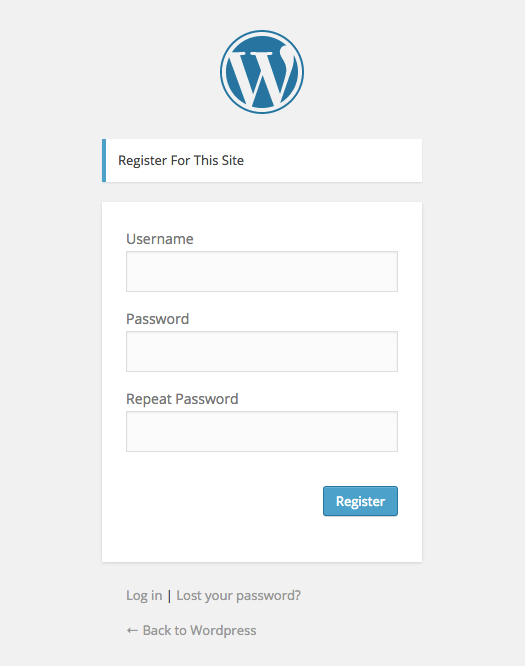 Register For This Site
Username
Password
Repeat Password
Register
Log in | Lost your password?
← Back to Wordpress